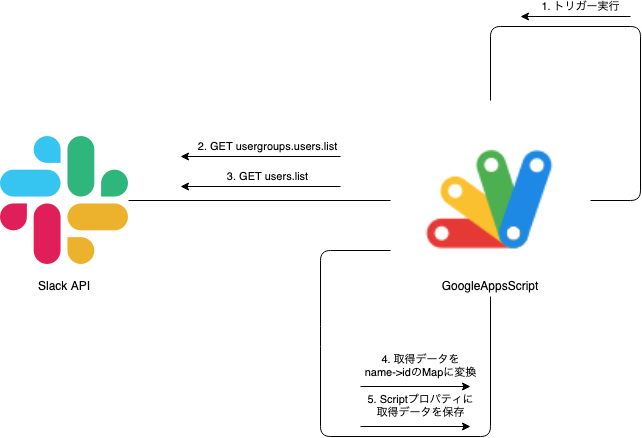 1. トリガー実行
2. GET usergroups.users.list
3. GET users.list
Slack API
GoogleAppsScript
4. 取得データを
name->idのMapに変換
5. Scriptプロパティに
取得データを保存